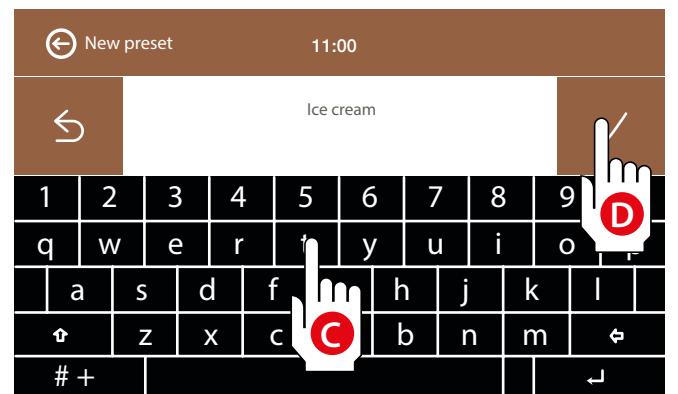 New preset 11:00
Ice cream
1 2 3 4 5 6 7 8 9
D
q w e r t y u i o p
a s d f h j k l
C
z x c b n m
# +